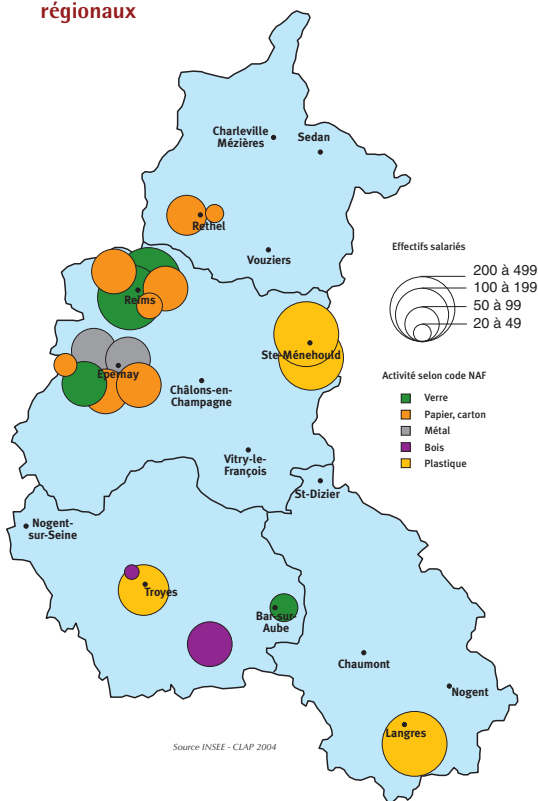 régionaux
Charleville
Mézières
Sedan
Rethel
Vouziers
Effectifs salariés
200 à 499
100 à 199
50 à 99
20 à 49
Reims
Ste-Ménehould
Epernay
Châlons-en-
Champagne
Activité selon code NAF
Verre
Papier, carton
Métal
Bois
Plastique
Vitry-le-
François
St-Dizier
Nogent-
sur-Seine
Troyes
Bar-sur-
Aube
Chaumont
Nogent
Langres
Source INSEE - CLAP 2004